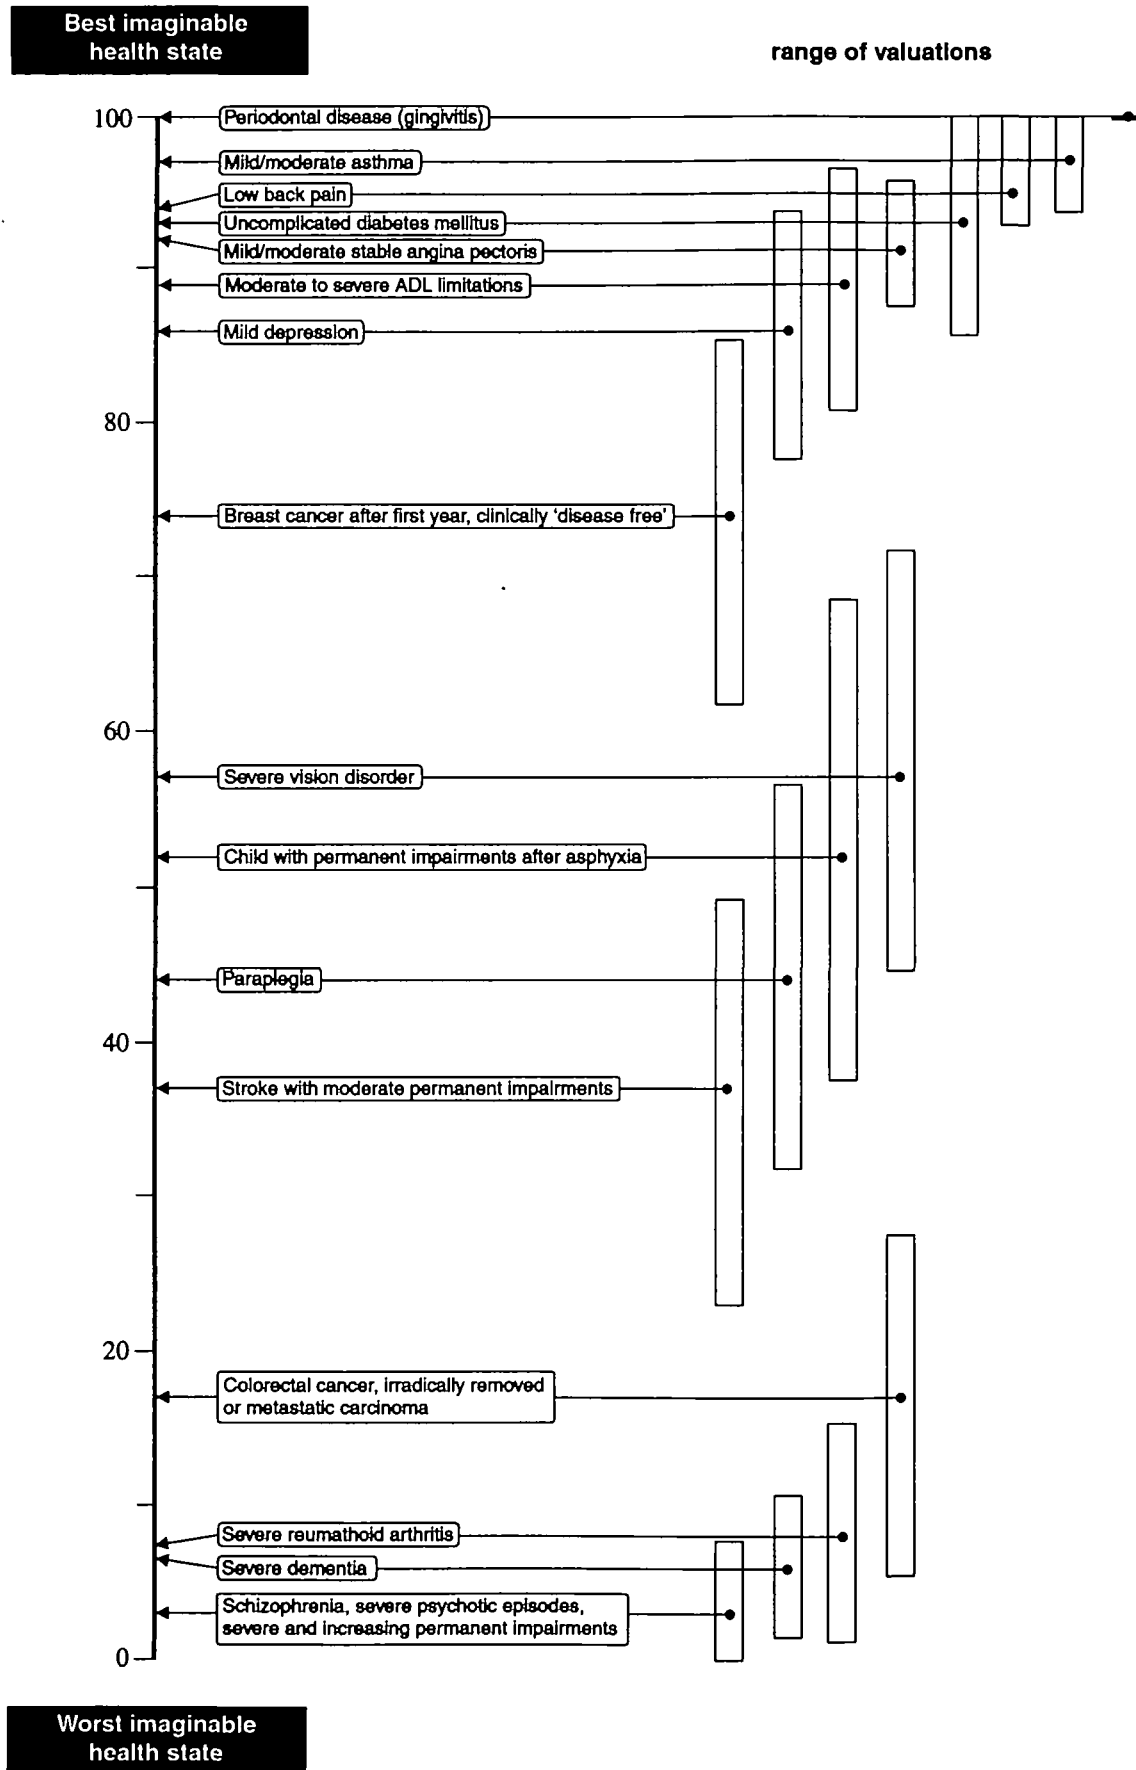 Best imaginable
health state
range of valuations
100
Periodontal disease (gingivitis)
Mild/moderate asthma
Low back pain
Uncomplicated diabetes mellitus
Mild/moderate stable angina pectoris
Moderate to severe ADL limitations
Mild depression
80
Breast cancer after first year, clinically ‘disease free’
60
Severe vision disorder
Child with permanent impairments after asphyxia
Paraplegia
40
Stroke with moderate permanent impairments
20
Colorectal cancer, irradically removed
or metastatic carcinoma
Severe reumathoid arthritis
Severe dementia
Schizophrenia, severe psychotic episodes,
severe and increasing permanent impairments
0
Worst imaginable
health state